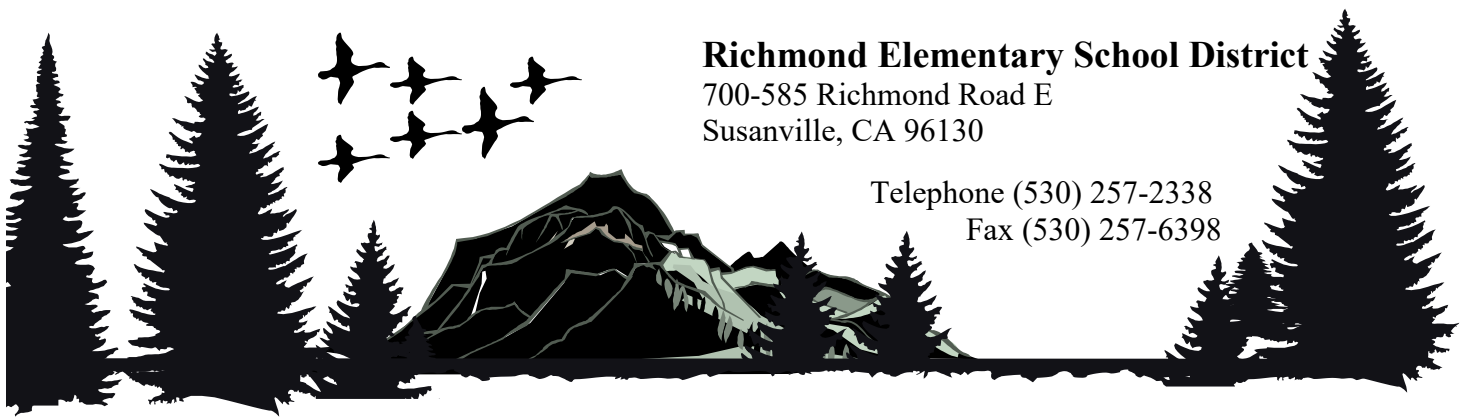 Richmond Elementary School District
700-585 Richmond Road E
Susanville, CA 96130
Telephone (530) 257-2338
Fax (530) 257-6398